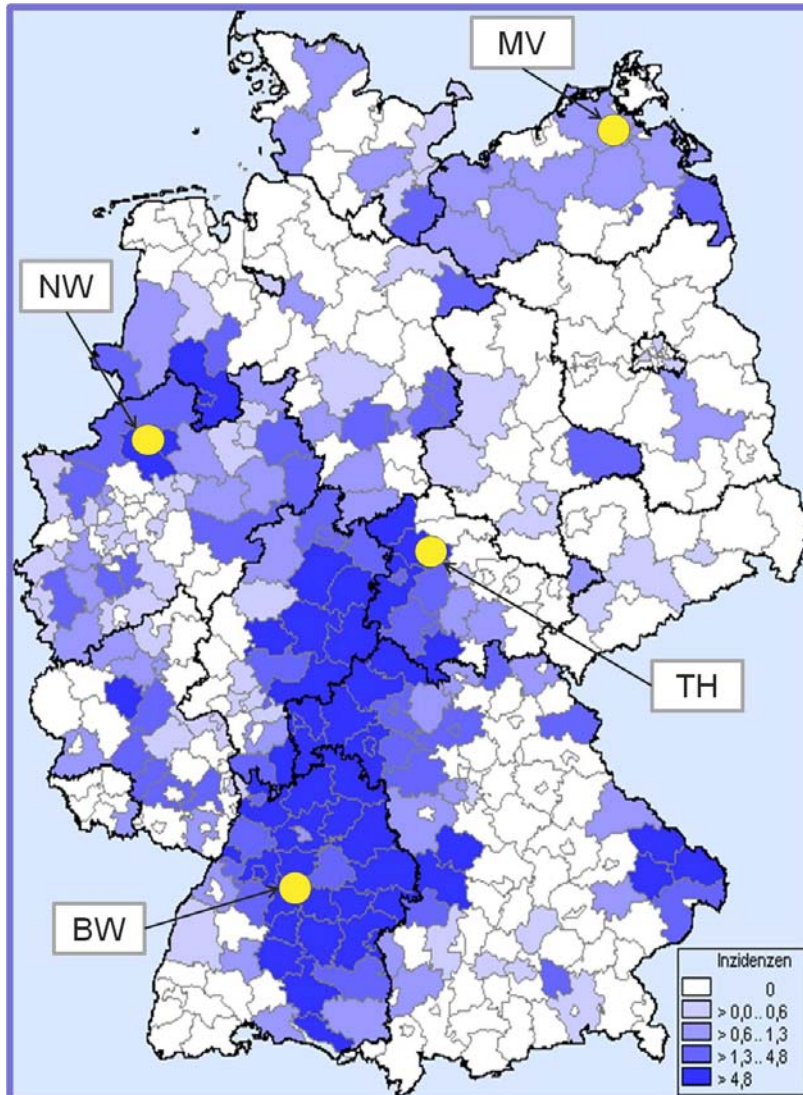 MV
NW
TH
BW
Inzidenzen
0
> 0,0.. 0,6
> 0,6.. 1,3
> 1,3.. 4,8
> 4,8